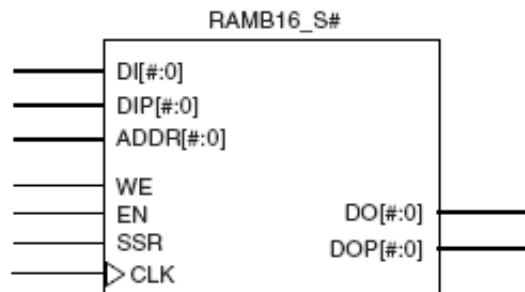 RAMB16_S#
DI[#:0]
DIP[#:0]
ADDR[#:0]
WE
EN
SSR
CLK
DO[#:0]
DOP[#:0]